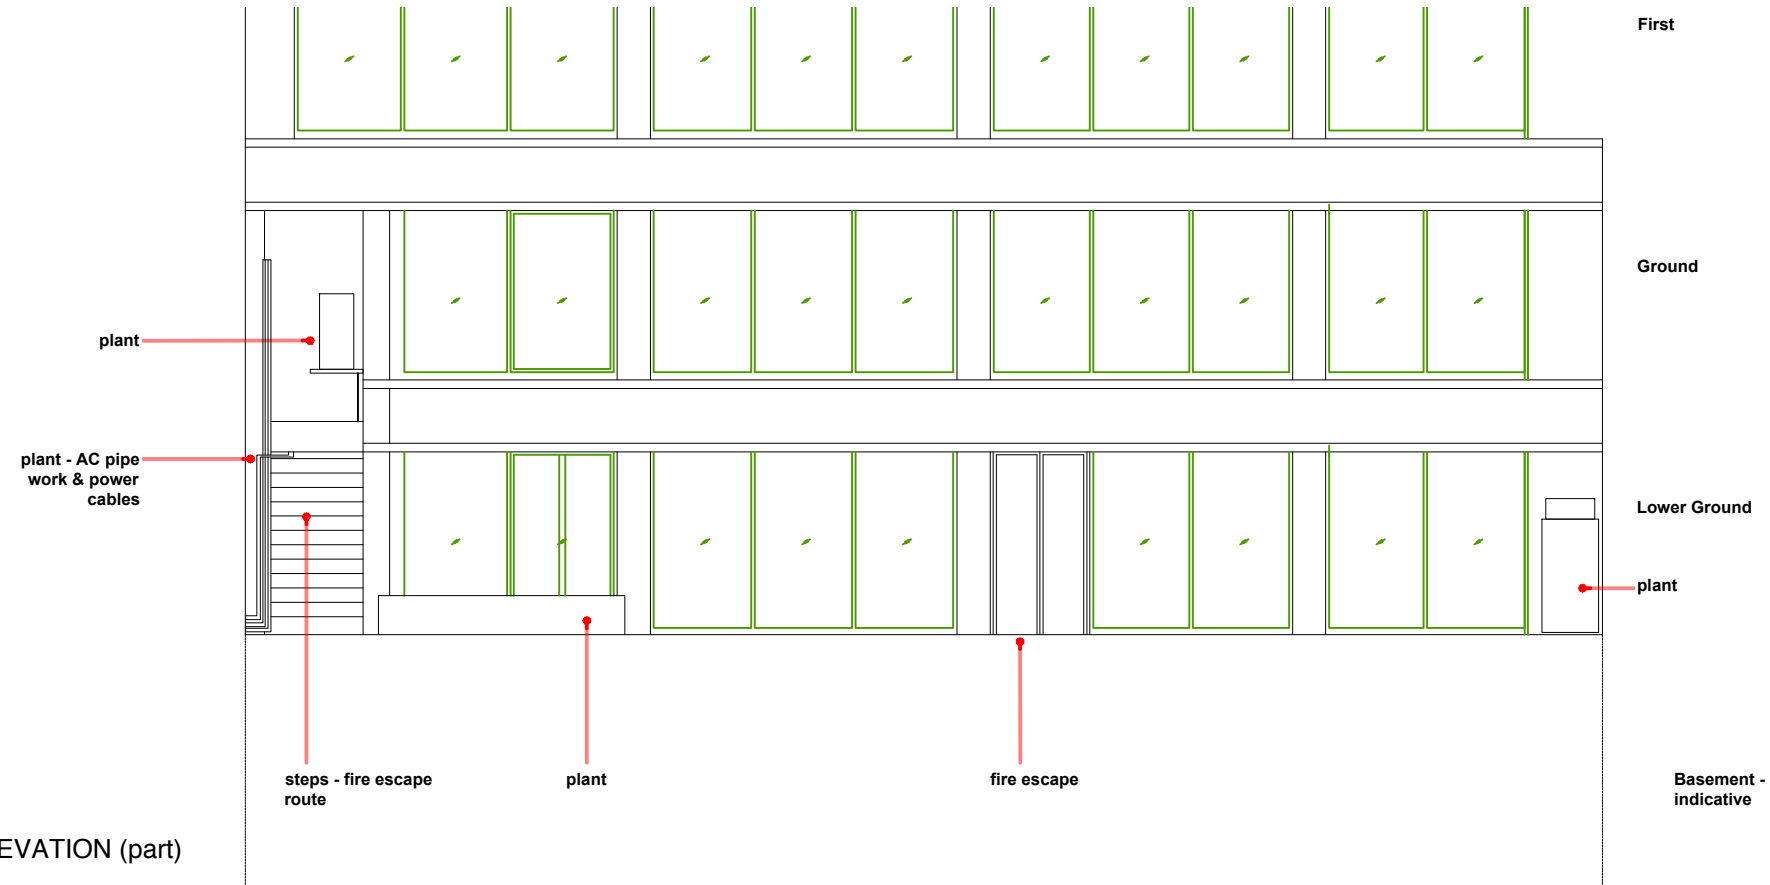 First
Ground
plant
plant - AC pipe
work & power
cables
Lower Ground
plant
steps - fire escape
route
plant
fire escape
Basement -
indicative
EVATION (part)